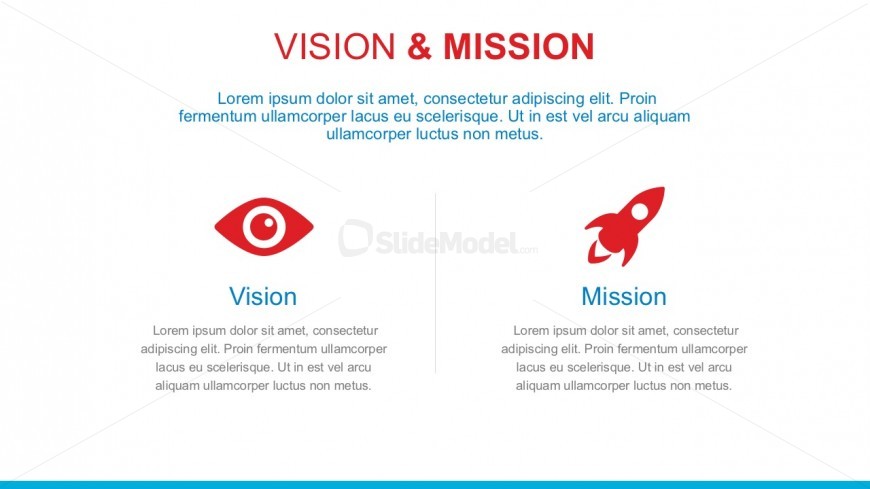 VISION & MISSION
Lorem ipsum dolor sit amet, consectetur adipiscing elit. Proin
fermentum ullamcorper lacus eu scelerisque. Ut in est vel arcu aliquam
ullamcorper luctus non metus.
SlideModel.com
Vision
Lorem ipsum dolor sit amet, consectetur
adipiscing elit. Proin fermentum ullamcorper
lacus eu scelerisque. Ut in est vel arcu
aliquam ullamcorper luctus non metus.
Mission
Lorem ipsum dolor sit amet, consectetur
adipiscing elit. Proin fermentum ullamcorper
lacus eu scelerisque. Ut in est vel arcu
aliquam ullamcorper luctus non metus.